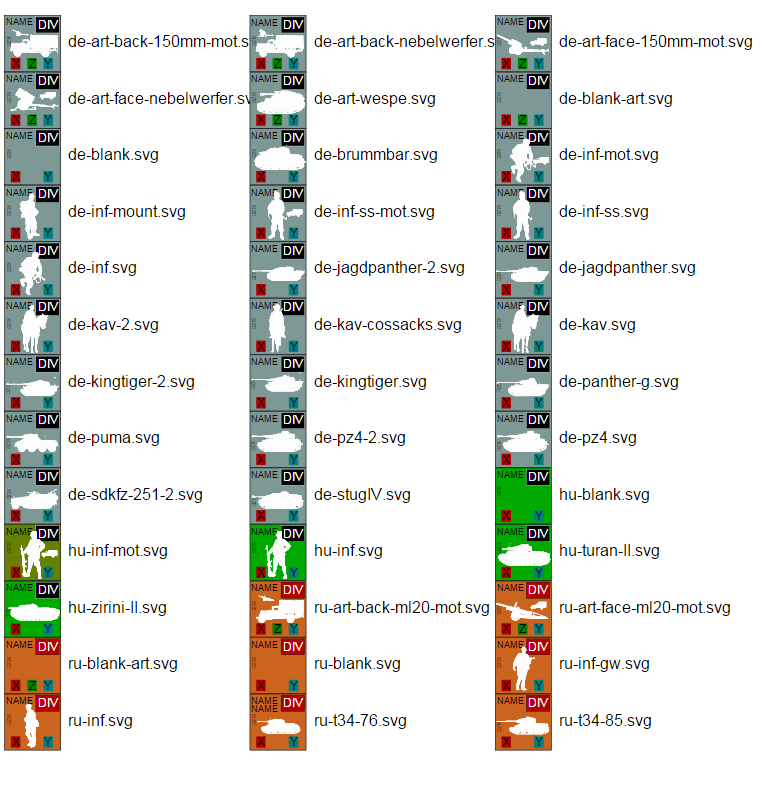 NAME DIV NAME DIV NAME DIV
de-art-back-150mm-mot.s de-art-back-nebelwerfer.s de-art-face-150mm-mot.svg
X Z Y X Z Y X Z Y
NAME DIV NAME DIV NAME DIV
de-art-face-nebelwerfer.sv de-art-wespe.svg de-blank-art.svg
X Z Y X Z Y X Z Y
NAME DIV NAME DIV NAME DIV
de-blank.svg de-brummbar.svg de-inf-mot.svg
X Y X Y X Y
NAME DIV NAME DIV NAME DIV
de-inf-mount.svg de-inf-ss-mot.svg de-inf-ss.svg
X Y X Y X Y
NAME DIV NAME DIV NAME DIV
de-inf.svg de-jagdpanther-2.svg de-jagdpanther.svg
X Y X Y X Y
NAME DIV NAME DIV NAME DIV
de-kav-2.svg de-kav-cossacks.svg de-kav.svg
X Y X Y X Y
NAME DIV NAME DIV NAME DIV
de-kingtiger-2.svg de-kingtiger.svg de-panther-g.svg
X Y X Y X Y
NAME DIV NAME DIV NAME DIV
de-puma.svg de-pz4-2.svg de-pz4.svg
X Y X Y X Y
NAME DIV NAME DIV NAME DIV
de-sdkfz-251-2.svg de-stugIV.svg hu-blank.svg
X Y X Y X Y
NAME DIV NAME DIV NAME DIV
hu-inf-mot.svg hu-inf.svg hu-turan-II.svg
X Y X Y X Y
NAME DIV NAME DIV NAME DIV
hu-zirini-II.svg ru-art-back-ml20-mot.svg ru-art-face-ml20-mot.svg
X Y X Z Y X Z Y
NAME DIV NAME DIV NAME DIV
ru-blank-art.svg ru-blank.svg ru-inf-gw.svg
X Z Y X Y X Y
NAME DIV NAME DIV NAME DIV
NAME
ru-inf.svg ru-t34-76.svg ru-t34-85.svg
X Y X Y X Y